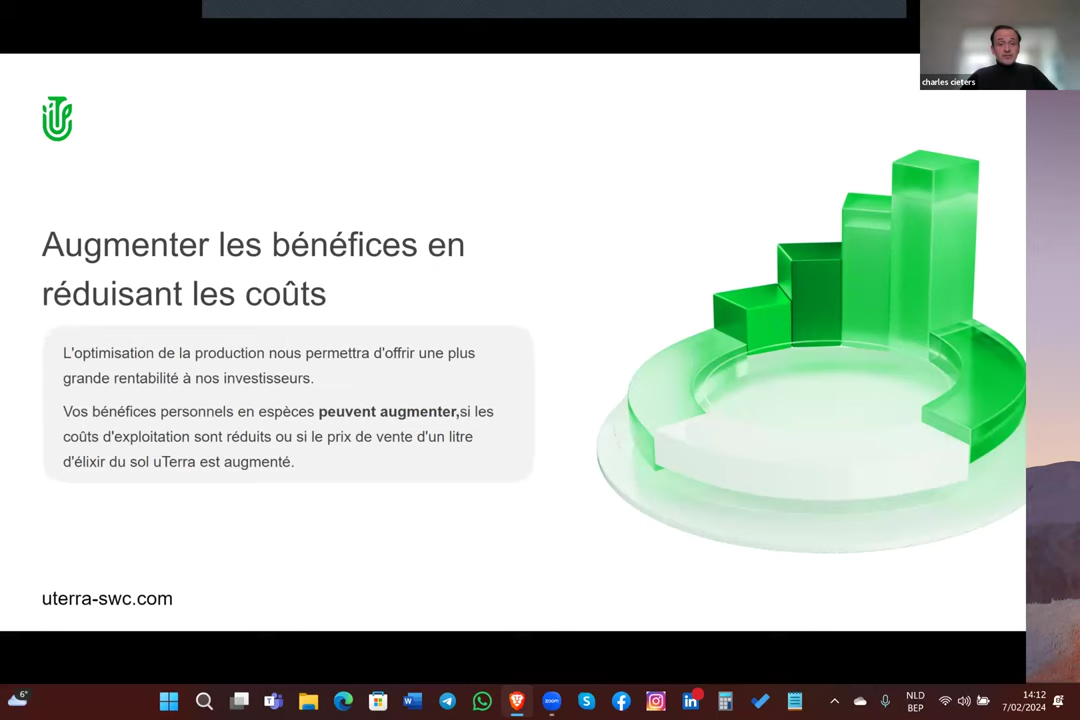 charles cieters
Augmenter les bénéfices en
réduisant les coûts
L'optimisation de la production nous permettra d'offrir une plus
grande rentabilité à nos investisseurs.
Vos bénéfices personnels en espèces peuvent augmenter,si les
coûts d'exploitation sont réduits ou si le prix de vente d'un litre
d'élixir du sol uTerra est augmenté.
uterra-swc.com
6°
zoom
NLD
BEP
14:12
7/02/2024